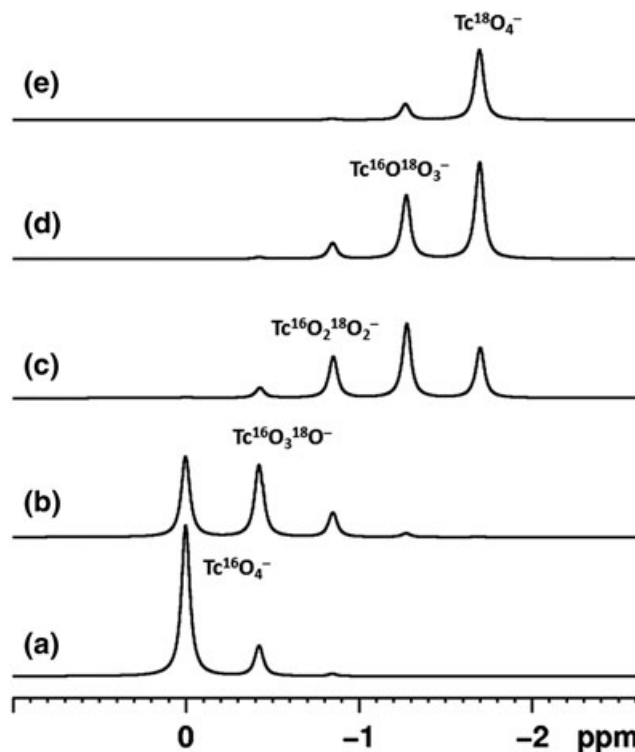 Tc¹⁸O₄⁻
(e)
Tc¹⁶O¹⁸O₃⁻
(d)
Tc¹⁶O₂¹⁸O₂⁻
(c)
Tc¹⁶O₃¹⁸O⁻
(b)
Tc¹⁶O₄⁻
(a)
0 −1 −2 ppm